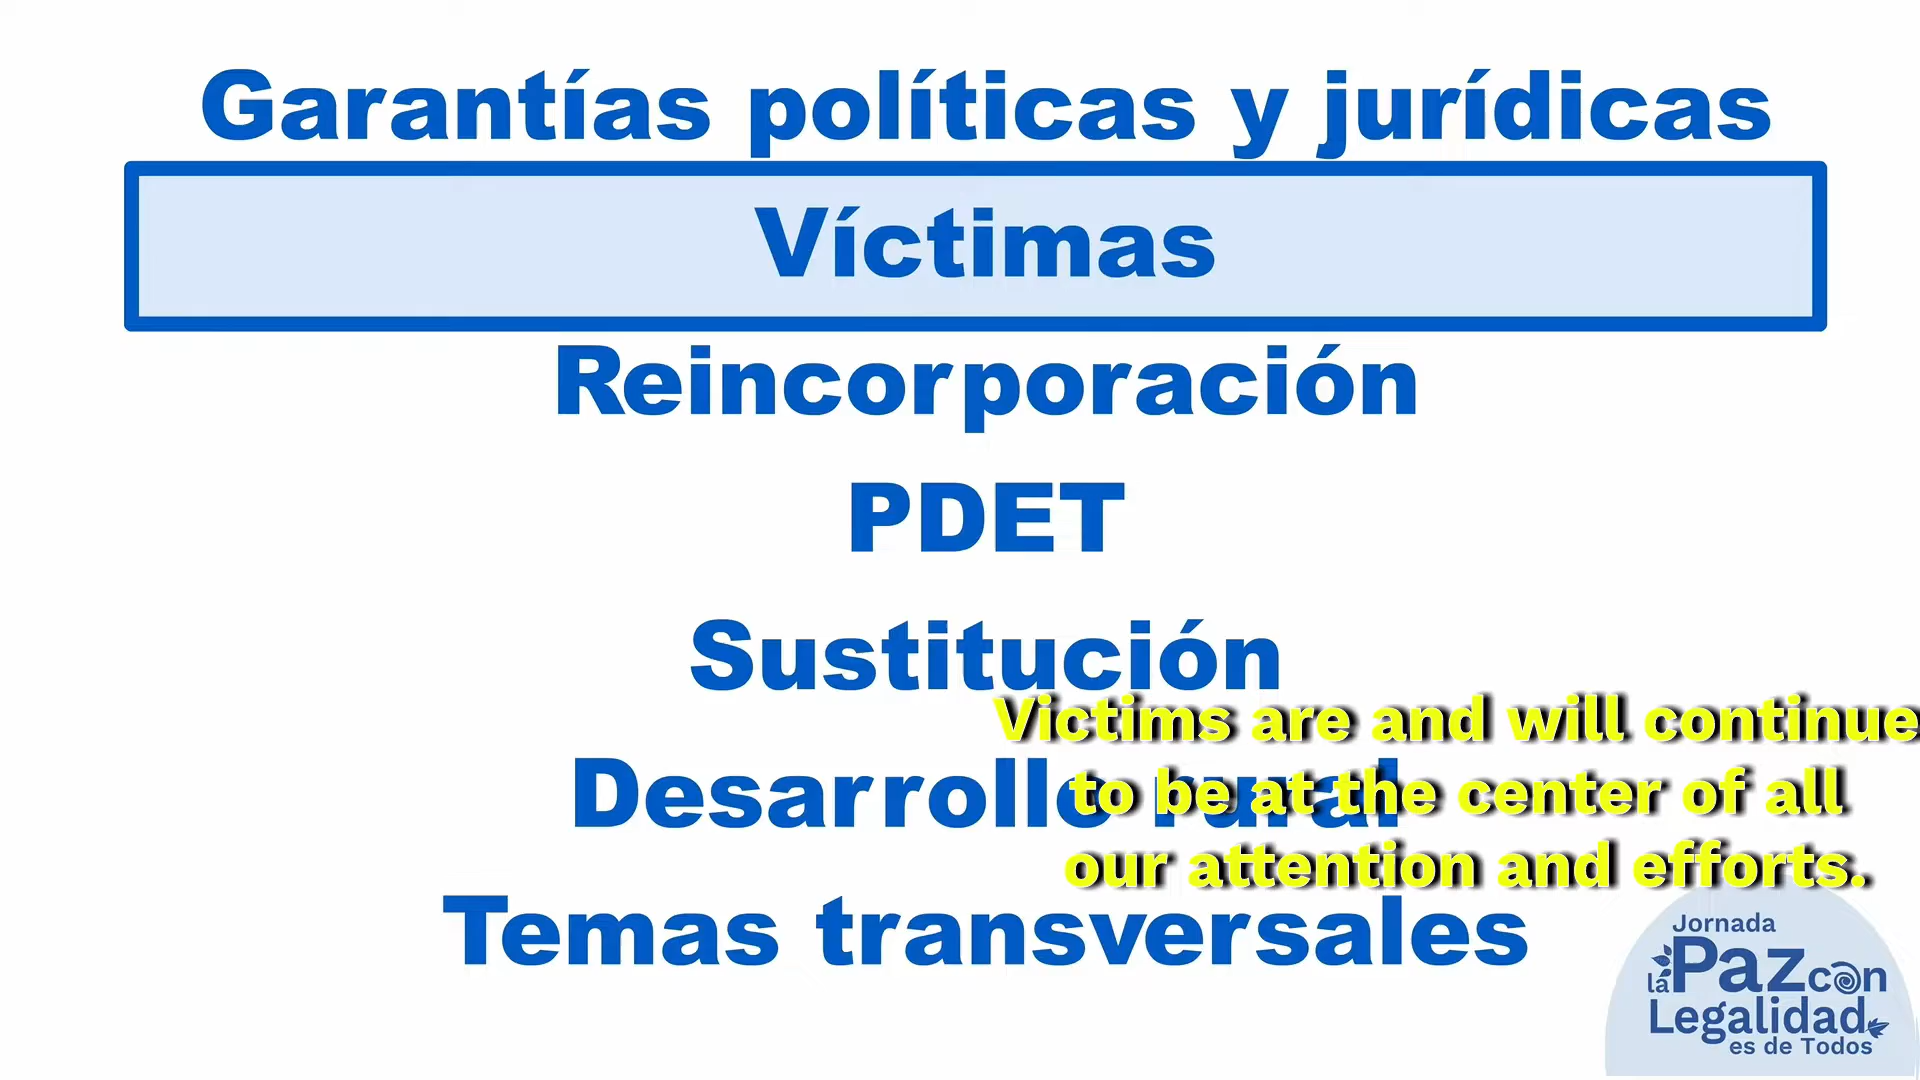 Garantías políticas y jurídicas
Víctimas
Reincorporación
PDET
Sustitución
Desarrollo rural
Temas transversales
Victims are and will continue
to be at the center of all
our attention and efforts.
Jornada
la Paz con
Legalidad
es de Todos